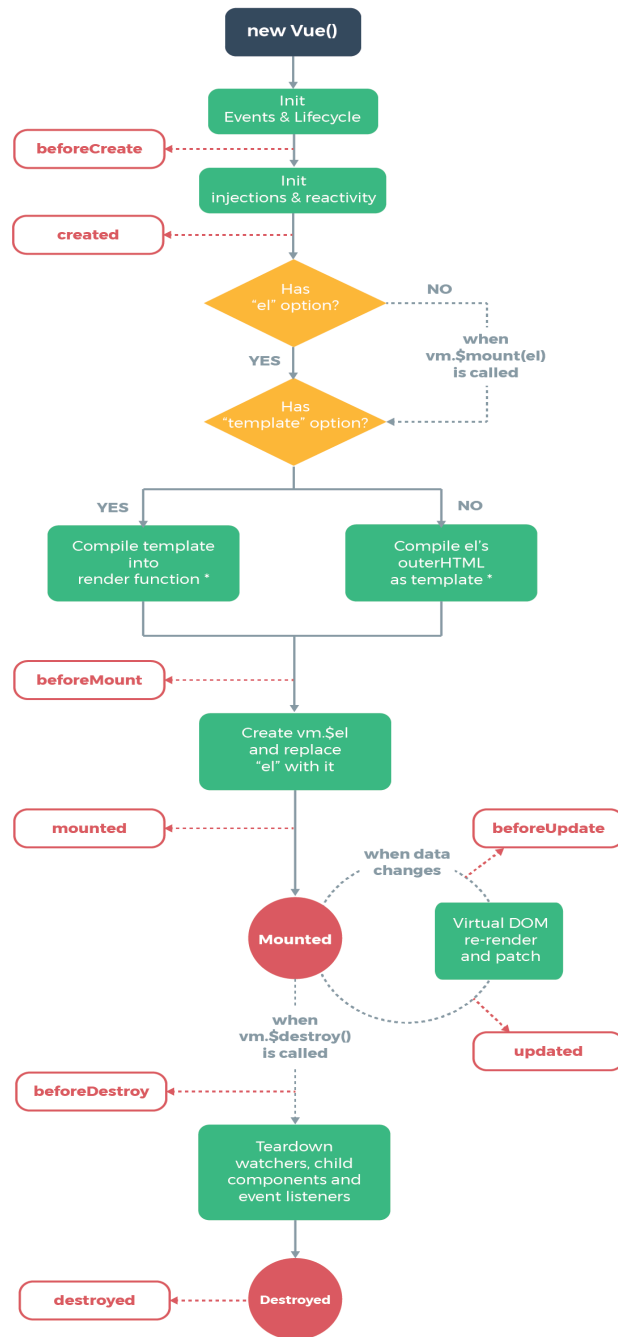 new Vue()
Init
Events & Lifecycle
beforeCreate
Init
injections & reactivity
created
Has
“el” option?
NO
when
vm.$mount(el)
is called
YES
Has
“template” option?
YES
NO
Compile template
into
render function *
Compile el’s
outerHTML
as template *
beforeMount
Create vm.$el
and replace
“el” with it
mounted
beforeUpdate
when data
changes
Mounted
Virtual DOM
re-render
and patch
when
vm.$destroy()
is called
updated
beforeDestroy
Teardown
watchers, child
components and
event listeners
destroyed
Destroyed